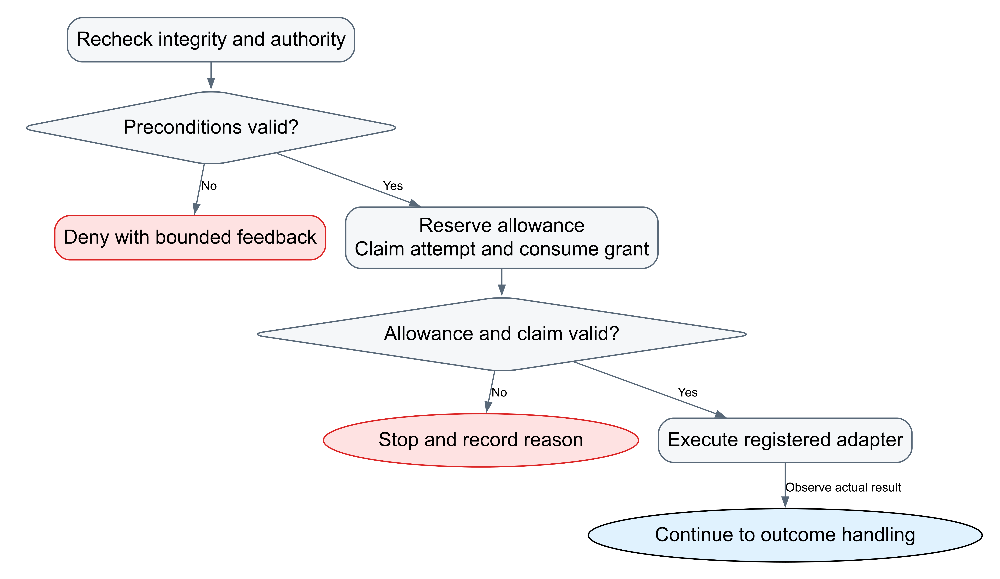 Recheck integrity and authority
Preconditions valid?
No
Yes
Deny with bounded feedback
Reserve allowance
Claim attempt and consume grant
Allowance and claim valid?
No
Yes
Stop and record reason
Execute registered adapter
Observe actual result
Continue to outcome handling